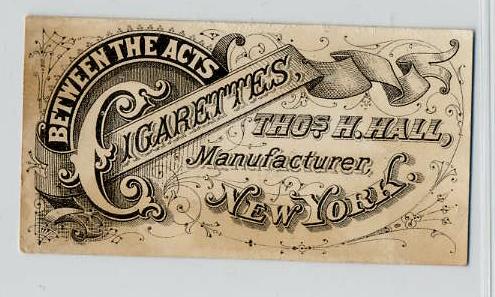 BETWEEN THE ACTS
CIGARETTES,
THOS H. HALL,
Manufacturer,
NEW YORK.